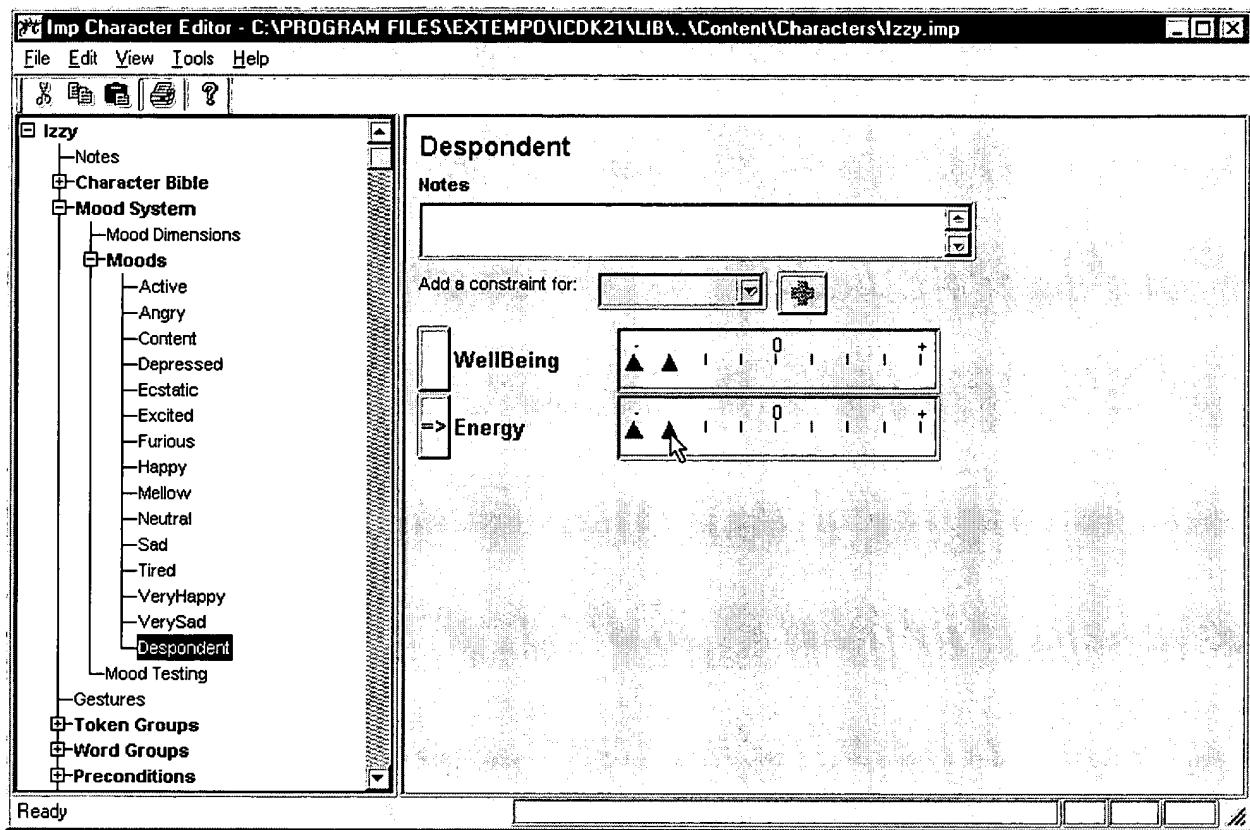 Imp Character Editor - C:\PROGRAM FILES\EXTEMPO\ICDK21\LIB\..\Content\Characters\Izzy.imp
File Edit View Tools Help
Izzy
Notes
Character Bible
Mood System
Mood Dimensions
Moods
Active
Angry
Content
Depressed
Ecstatic
Excited
Furious
Happy
Mellow
Neutral
Sad
Tired
VeryHappy
VerySad
Despondent
Mood Testing
Gestures
Token Groups
Word Groups
Preconditions
Despondent
Notes
Add a constraint for:
WellBeing - 0 +
=> Energy - 0 +
Ready